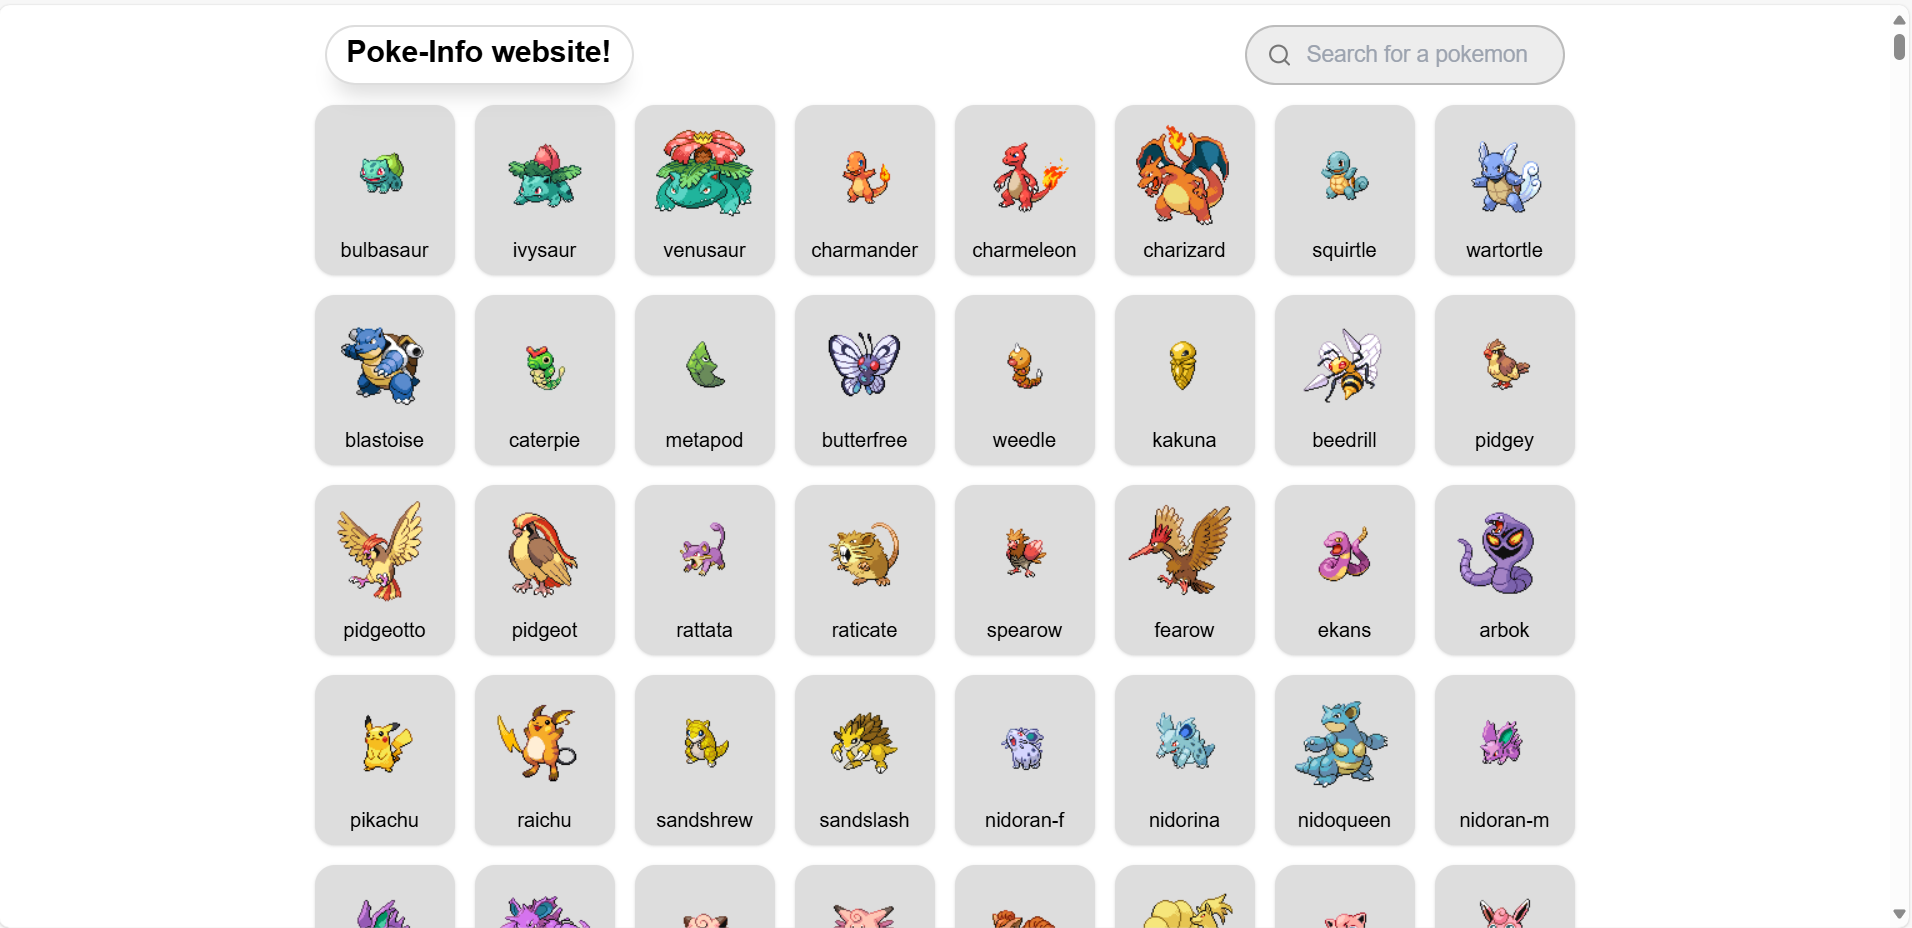 Poke-Info website!
Search for a pokemon
bulbasaur
ivysaur
venusaur
charmander
charmeleon
charizard
squirtle
wartortle
blastoise
caterpie
metapod
butterfree
weedle
kakuna
beedrill
pidgey
pidgeotto
pidgeot
rattata
raticate
spearow
fearow
ekans
arbok
pikachu
raichu
sandshrew
sandslash
nidoran-f
nidorina
nidoqueen
nidoran-m